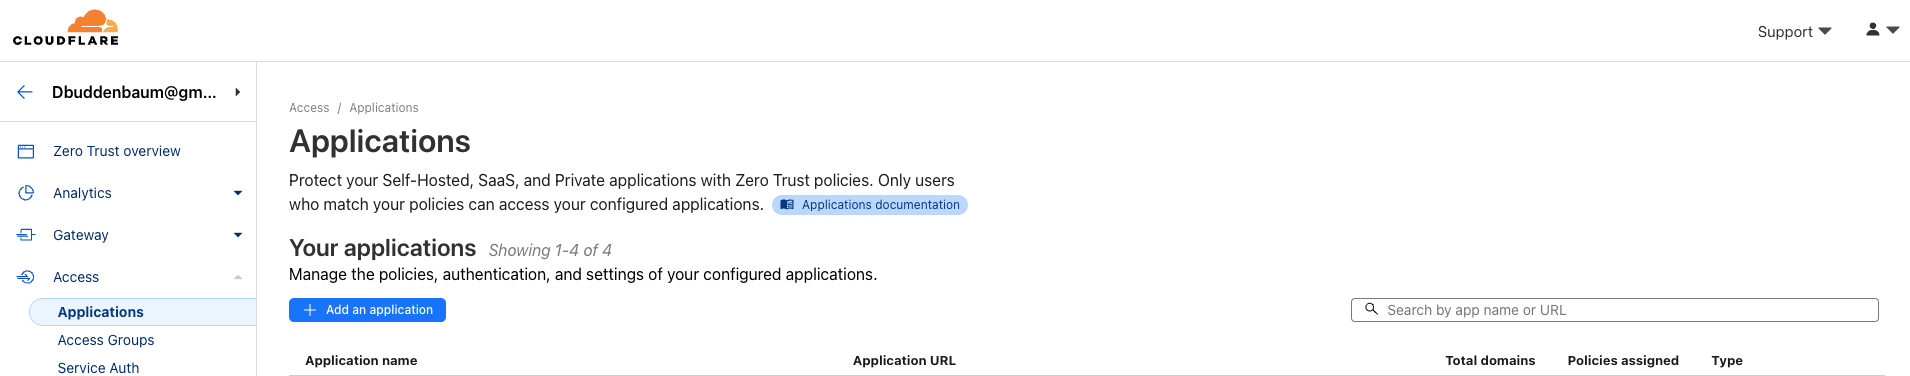 CLOUDFLARE
Support
Dbuddenbaum@gm...
Zero Trust overview
Analytics
Gateway
Access
Applications
Access Groups
Service Auth
Access / Applications
Applications
Protect your Self-Hosted, SaaS, and Private applications with Zero Trust policies. Only users
who match your policies can access your configured applications. Applications documentation
Your applications Showing 1-4 of 4
Manage the policies, authentication, and settings of your configured applications.
Add an application
Search by app name or URL
Application name Application URL Total domains Policies assigned Type